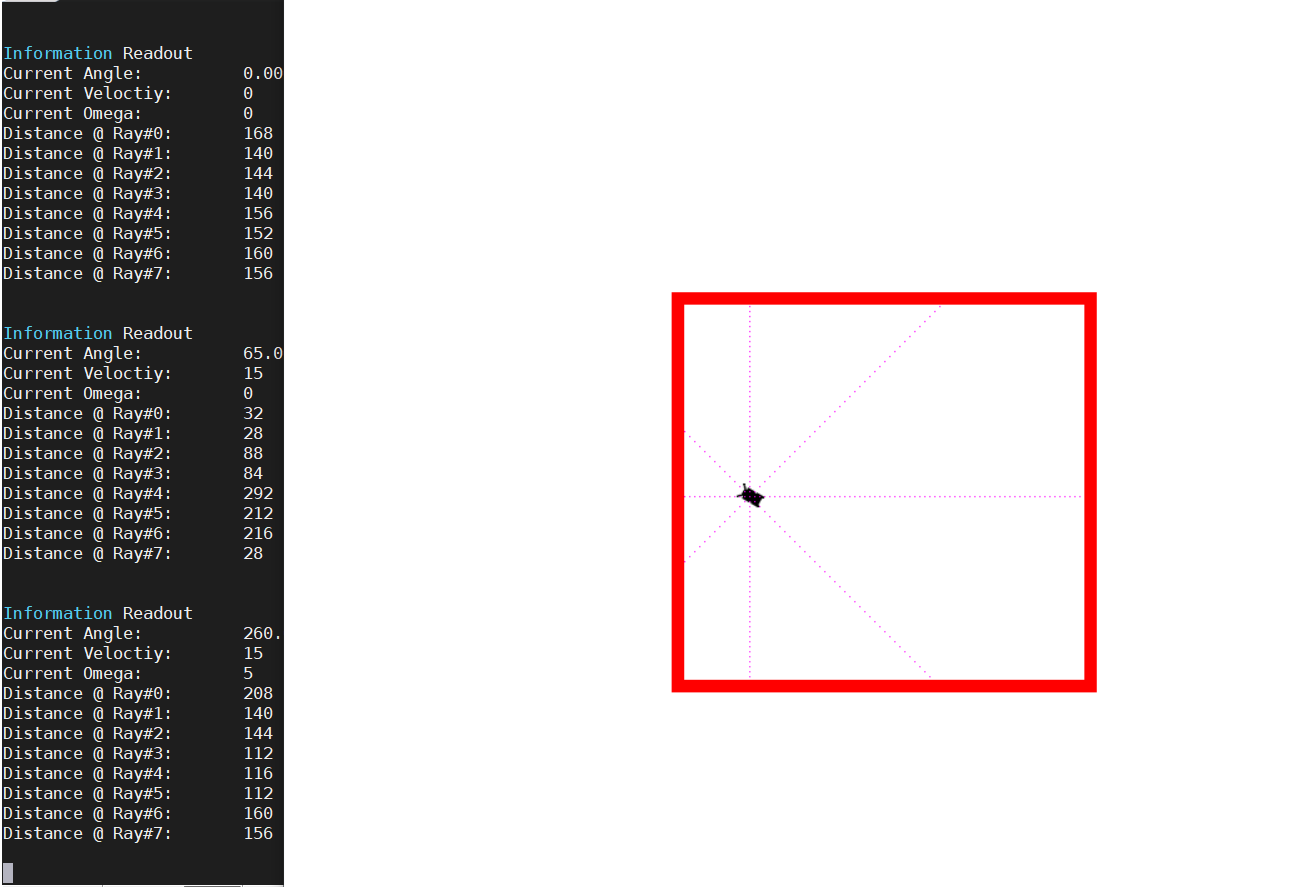 Information Readout
Current Angle: 0.00
Current Veloctiy: 0
Current Omega: 0
Distance @ Ray#0: 168
Distance @ Ray#1: 140
Distance @ Ray#2: 144
Distance @ Ray#3: 140
Distance @ Ray#4: 156
Distance @ Ray#5: 152
Distance @ Ray#6: 160
Distance @ Ray#7: 156
Information Readout
Current Angle: 65.0
Current Veloctiy: 15
Current Omega: 0
Distance @ Ray#0: 32
Distance @ Ray#1: 28
Distance @ Ray#2: 88
Distance @ Ray#3: 84
Distance @ Ray#4: 292
Distance @ Ray#5: 212
Distance @ Ray#6: 216
Distance @ Ray#7: 28
Information Readout
Current Angle: 260.
Current Veloctiy: 15
Current Omega: 5
Distance @ Ray#0: 208
Distance @ Ray#1: 140
Distance @ Ray#2: 144
Distance @ Ray#3: 112
Distance @ Ray#4: 116
Distance @ Ray#5: 112
Distance @ Ray#6: 160
Distance @ Ray#7: 156